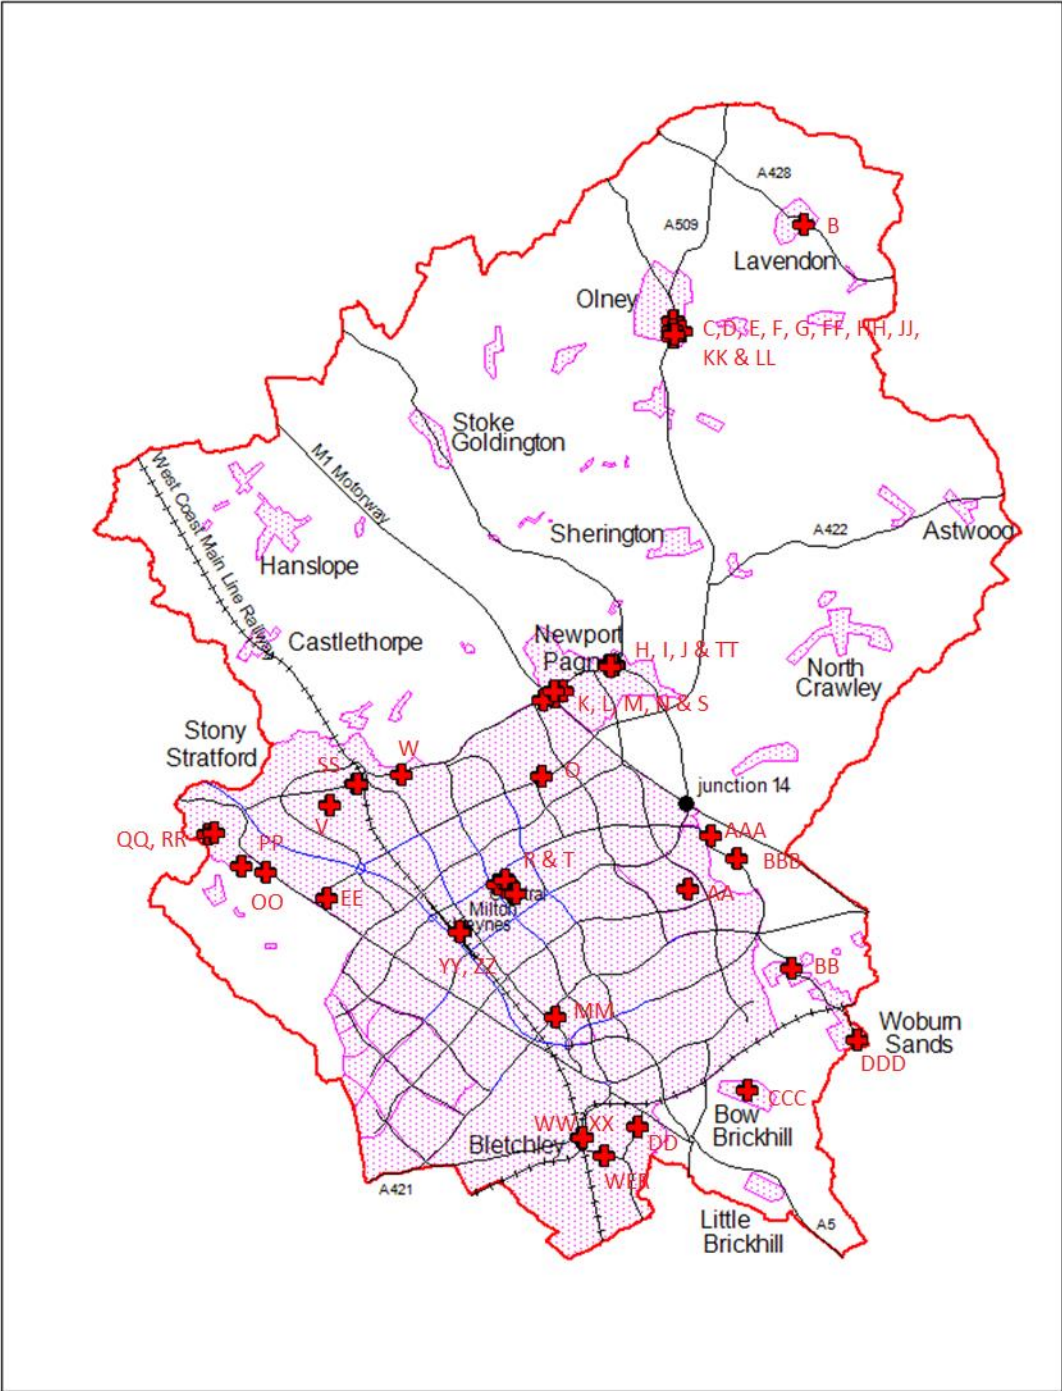 A428
A509
B
Lavendon
Olney
C,D, E, F, G, FF, HH, JJ,
KK & LL
Stoke
Goldington
M1 Motorway
West Coast Main Line Railway
Sherington
A422
Astwood
Hanslope
Castlethorpe
Newport
Pagnell
H, I, J & TT
North
Crawley
K, L, M, N & S
Stony
Stratford
W
SS
O
junction 14
V
QQ, RR
PP
AAA
R & T
BBB
OO
EE
AA
Central
Milton
Keynes
YY, ZZ
BB
MM
Woburn
Sands
DDD
CCC
Bow
Brickhill
WW, XX
DD
Bletchley
A421
Little
Brickhill
A5